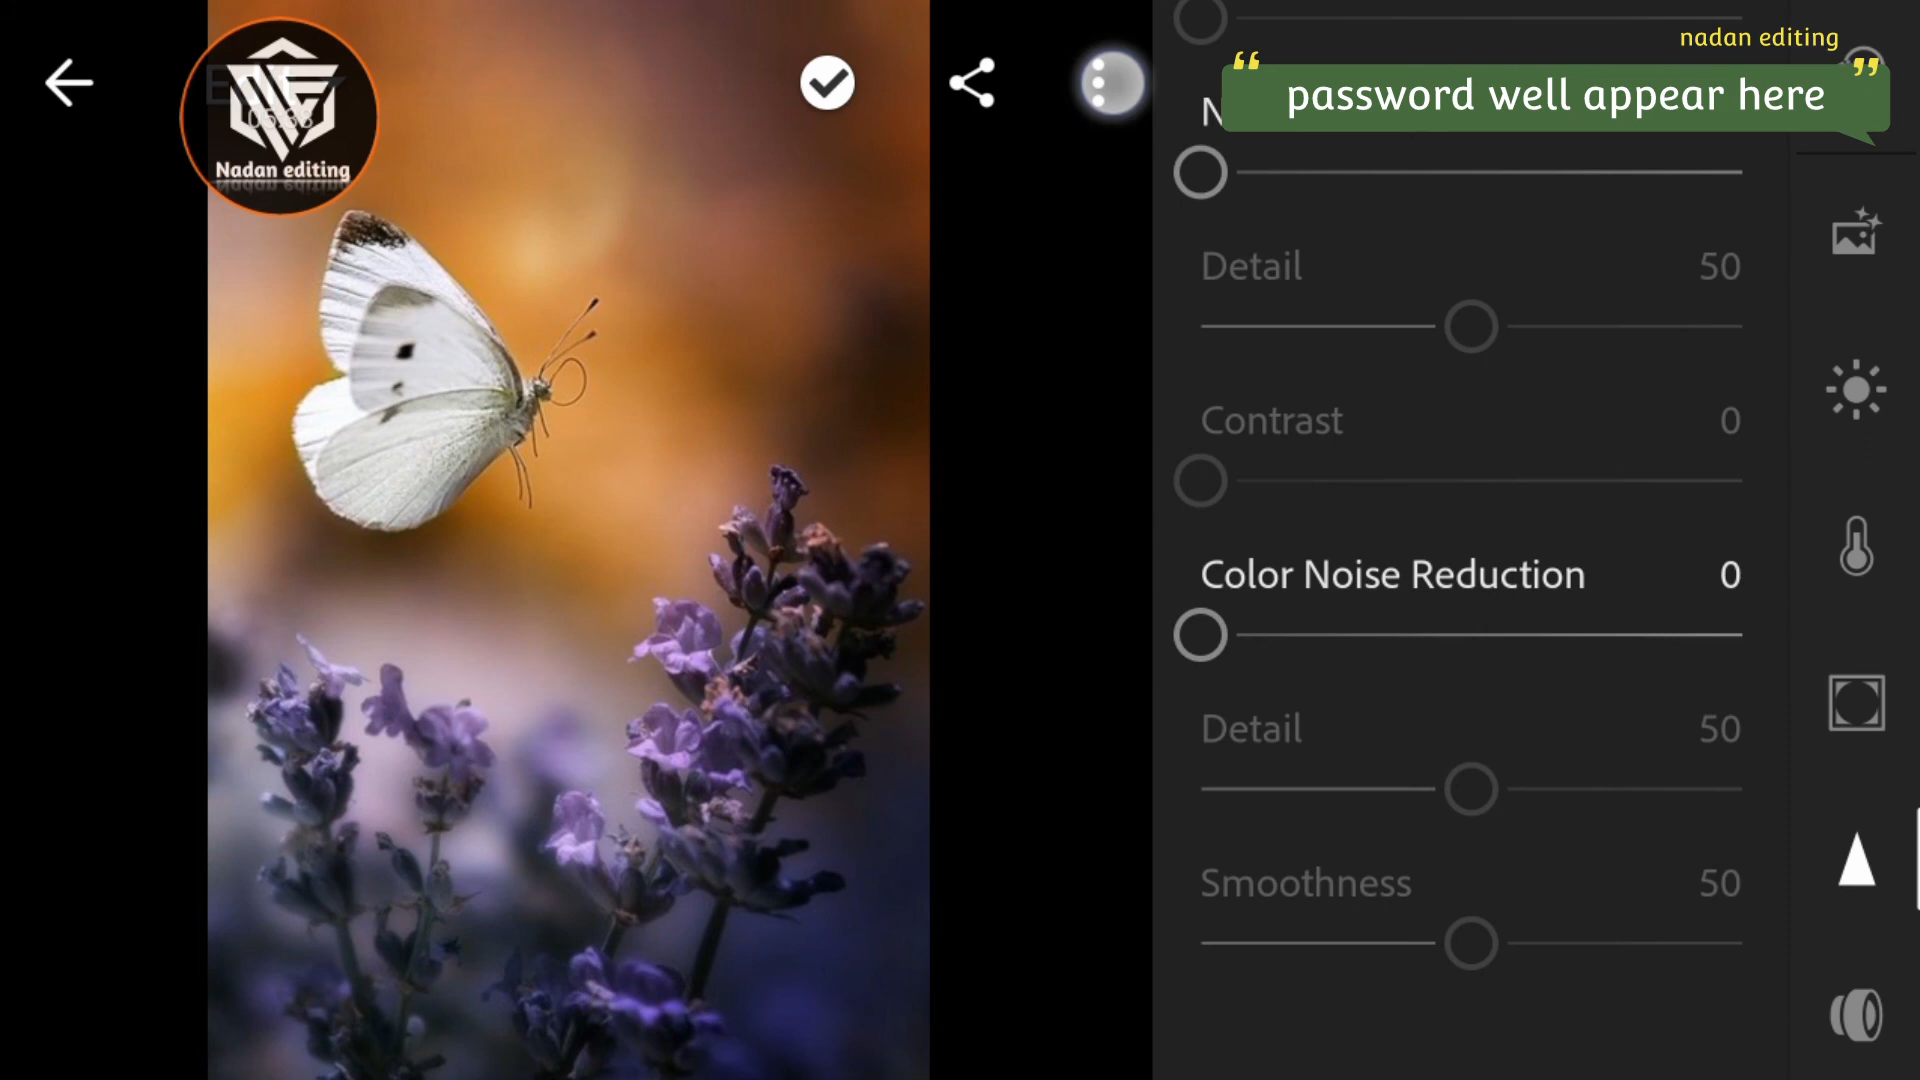 nadan editing
“ password well appear here ”
Nadan editing
N
Detail 50
Contrast 0
Color Noise Reduction 0
Detail 50
Smoothness 50